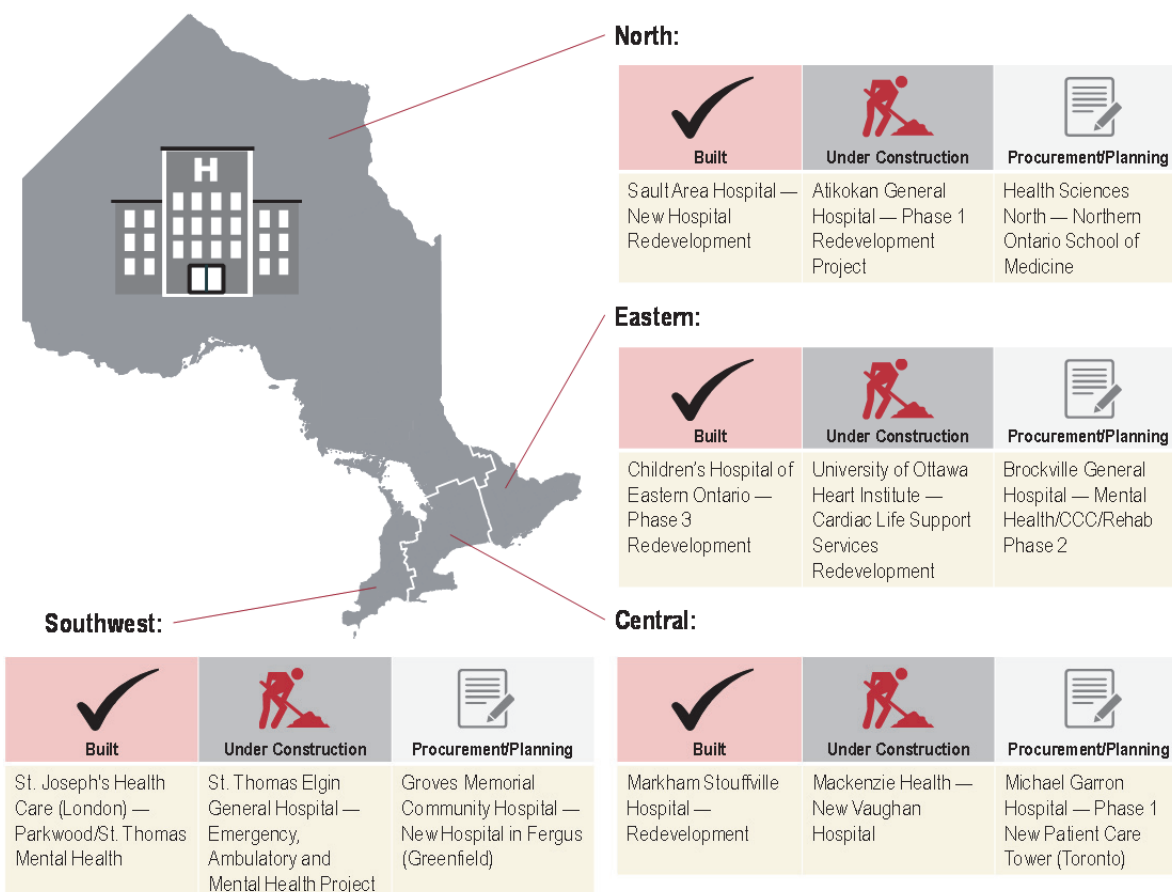 North:
H
Built
Under Construction
Procurement/Planning
Sault Area Hospital —
New Hospital
Redevelopment
Atikokan General
Hospital — Phase 1
Redevelopment
Project
Health Sciences
North — Northern
Ontario School of
Medicine
Eastern:
Built
Under Construction
Procurement/Planning
Children's Hospital of
Eastern Ontario —
Phase 3
Redevelopment
University of Ottawa
Heart Institute —
Cardiac Life Support
Services
Redevelopment
Brockville General
Hospital — Mental
Health/CCC/Rehab
Phase 2
Southwest:
Built
Under Construction
Procurement/Planning
St. Joseph's Health
Care (London) —
Parkwood/St. Thomas
Mental Health
St. Thomas Elgin
General Hospital —
Emergency,
Ambulatory and
Mental Health Project
Groves Memorial
Community Hospital —
New Hospital in Fergus
(Greenfield)
Central:
Built
Under Construction
Procurement/Planning
Markham Stouffville
Hospital —
Redevelopment
Mackenzie Health —
New Vaughan
Hospital
Michael Garron
Hospital — Phase 1
New Patient Care
Tower (Toronto)